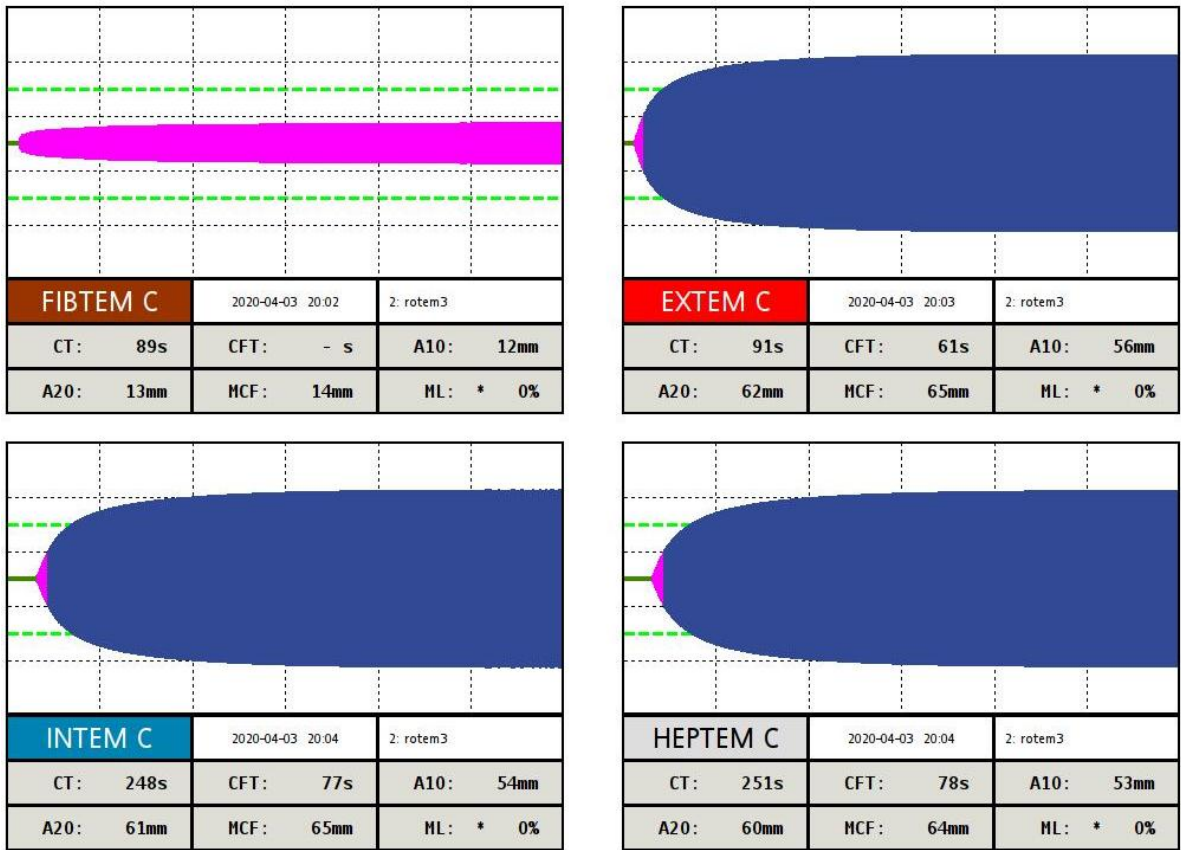 FIBTEM C 2020-04-03 20:02 2: rotem3
CT: 89s CFT: - s A10: 12mm
A20: 13mm MCF: 14mm ML: * 0%
EXTEM C 2020-04-03 20:03 2: rotem3
CT: 91s CFT: 61s A10: 56mm
A20: 62mm MCF: 65mm ML: * 0%
INTEM C 2020-04-03 20:04 2: rotem3
CT: 248s CFT: 77s A10: 54mm
A20: 61mm MCF: 65mm ML: * 0%
HEPTEM C 2020-04-03 20:04 2: rotem3
CT: 251s CFT: 78s A10: 53mm
A20: 60mm MCF: 64mm ML: * 0%